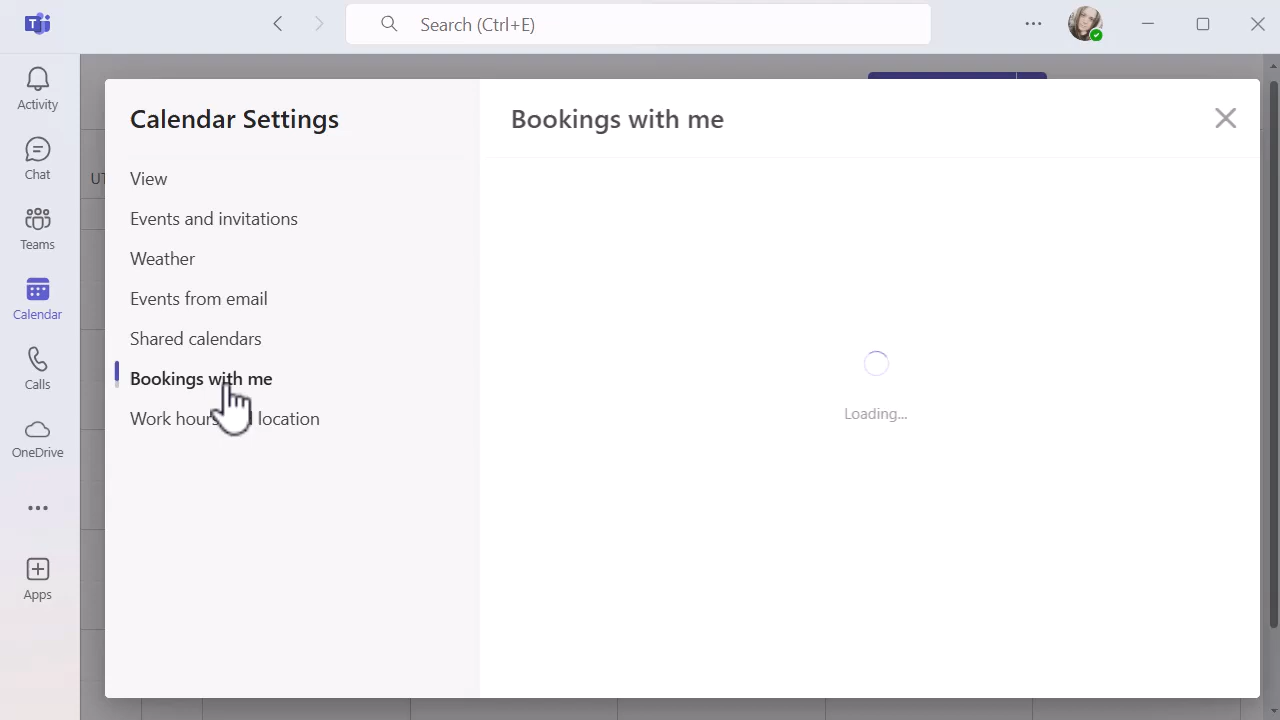 Search (Ctrl+E)
Activity
Chat
Teams
Calendar
Calls
OneDrive
Apps
Calendar Settings
View
Events and invitations
Weather
Events from email
Shared calendars
Bookings with me
Work hours location
Bookings with me
Loading...